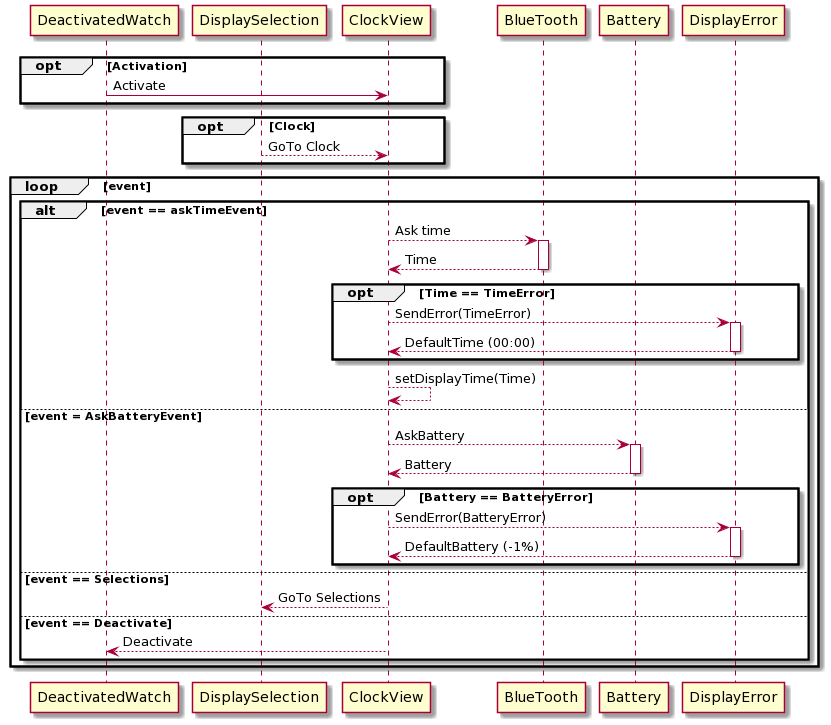 DeactivatedWatch DisplaySelection ClockView BlueTooth Battery DisplayError
opt [Activation]
Activate
opt [Clock]
GoTo Clock
loop [event]
alt [event == askTimeEvent]
Ask time
Time
opt [Time == TimeError]
SendError(TimeError)
DefaultTime (00:00)
setDisplayTime(Time)
[event = AskBatteryEvent]
AskBattery
Battery
opt [Battery == BatteryError]
SendError(BatteryError)
DefaultBattery (-1%)
[event == Selections]
GoTo Selections
[event == Deactivate]
Deactivate
DeactivatedWatch DisplaySelection ClockView BlueTooth Battery DisplayError